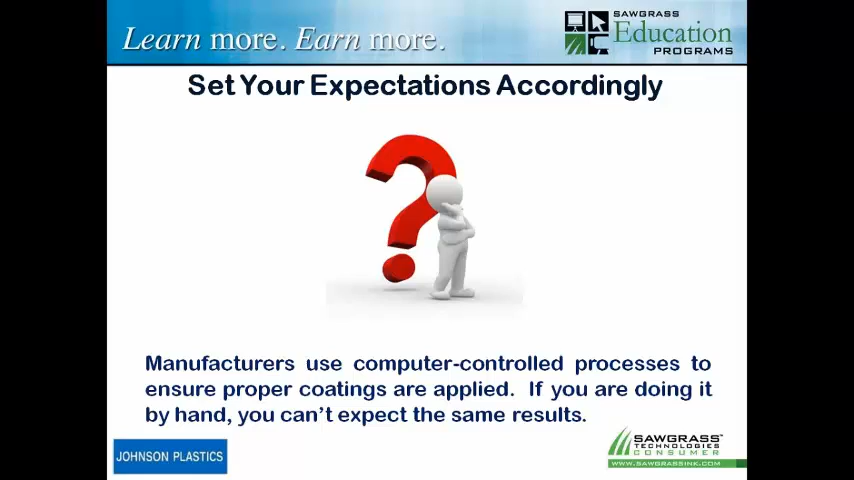 Learn more. Earn more.
SAWGRASS
Education
PROGRAMS
Set Your Expectations Accordingly
?
Manufacturers use computer-controlled processes to
ensure proper coatings are applied. If you are doing it
by hand, you can't expect the same results.
JOHNSON PLASTICS
SAWGRASS
TECHNOLOGIES
CONSUMER
WWW.SAWGRASSINK.COM